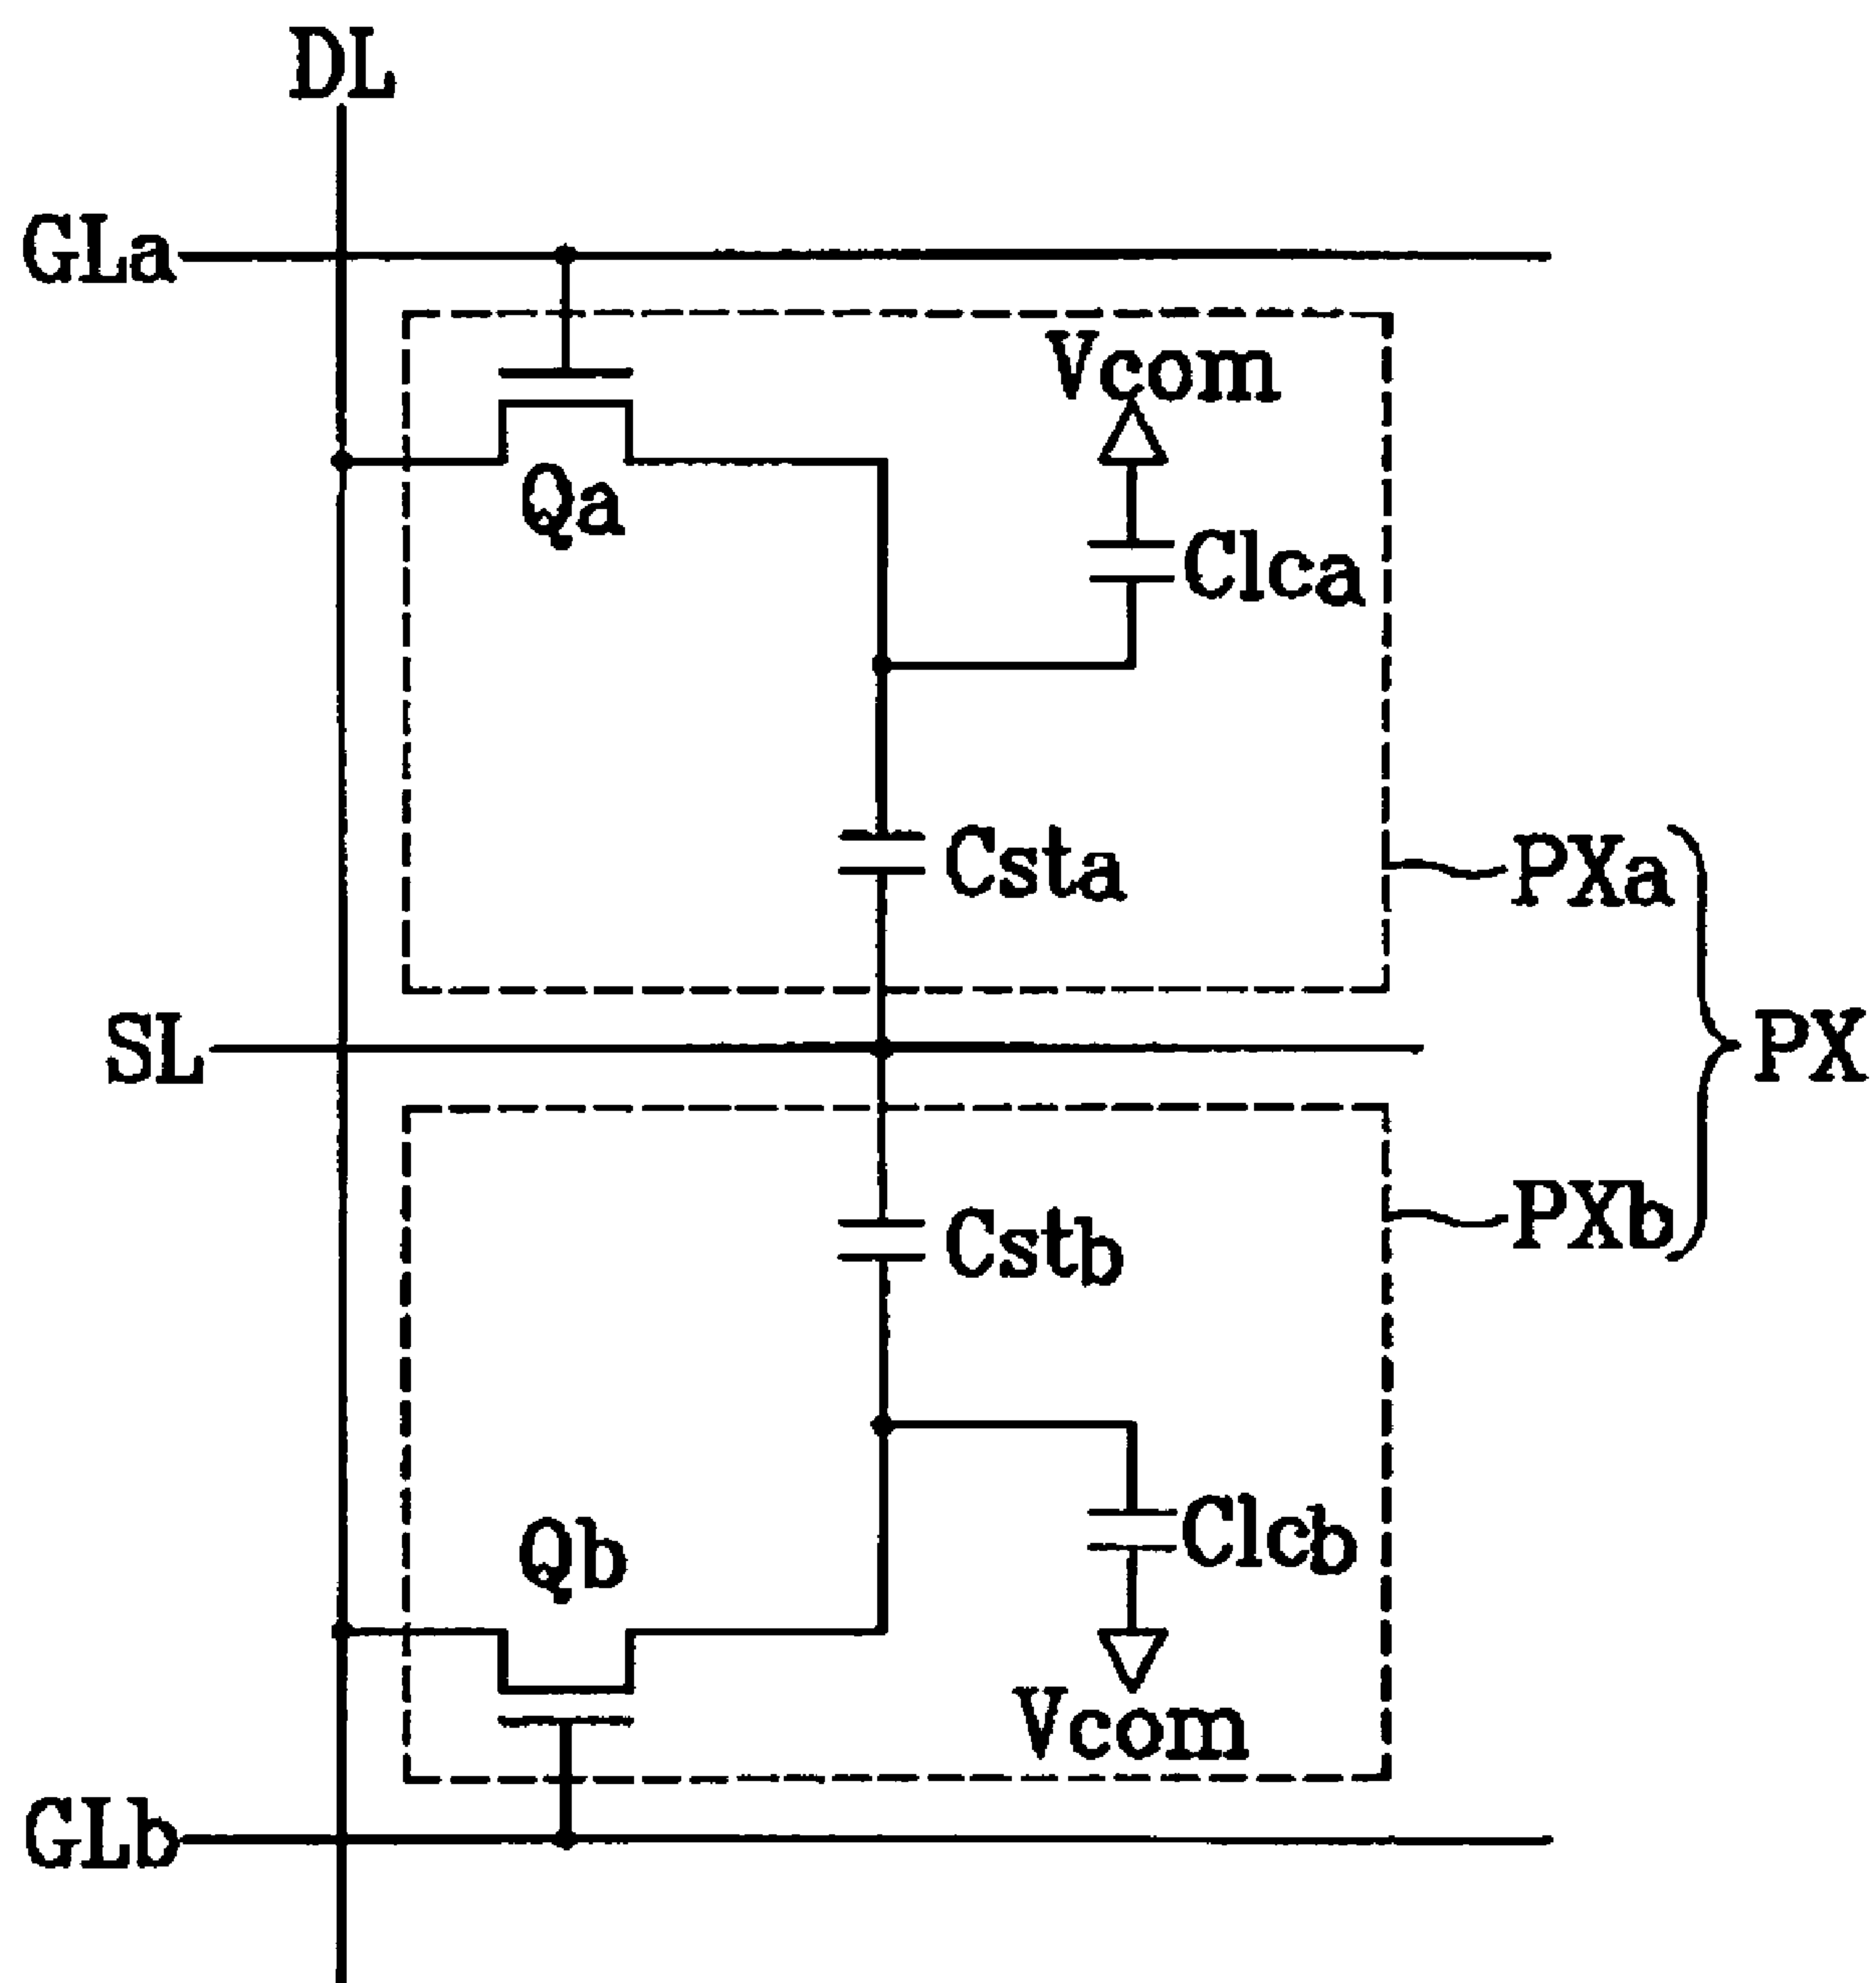 DL
GLa
Vcom
Qa
Clca
Csta
PXa
SL
PX
PXb
Cstb
Qb
Clcb
Vcom
GLb